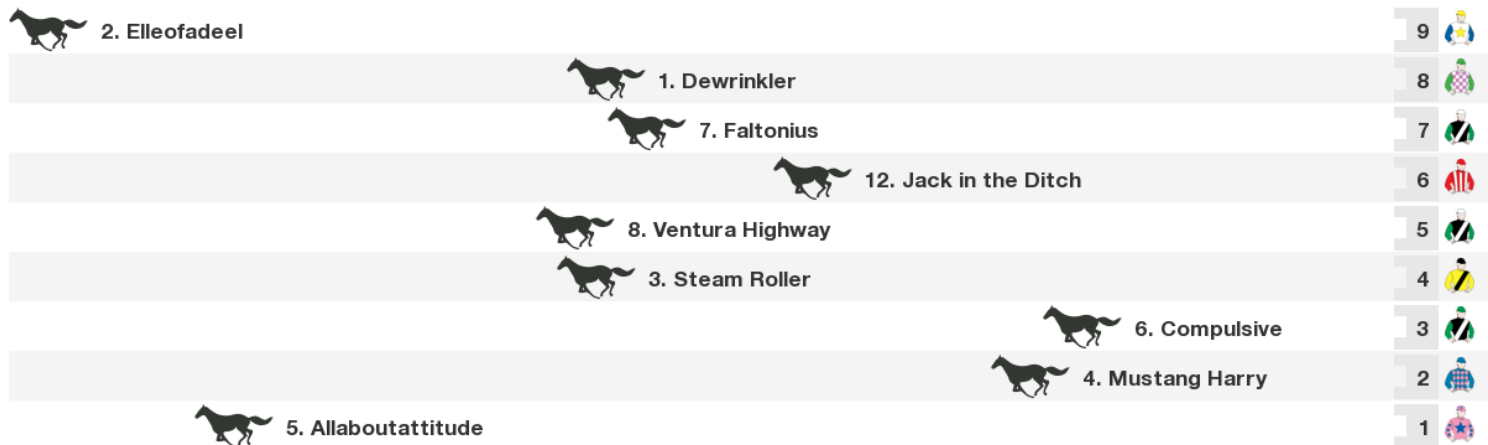 2. Elleofadeel 9
1. Dewrinkler 8
7. Faltonius 7
12. Jack in the Ditch 6
8. Ventura Highway 5
3. Steam Roller 4
6. Compulsive 3
4. Mustang Harry 2
5. Allaboutattitude 1